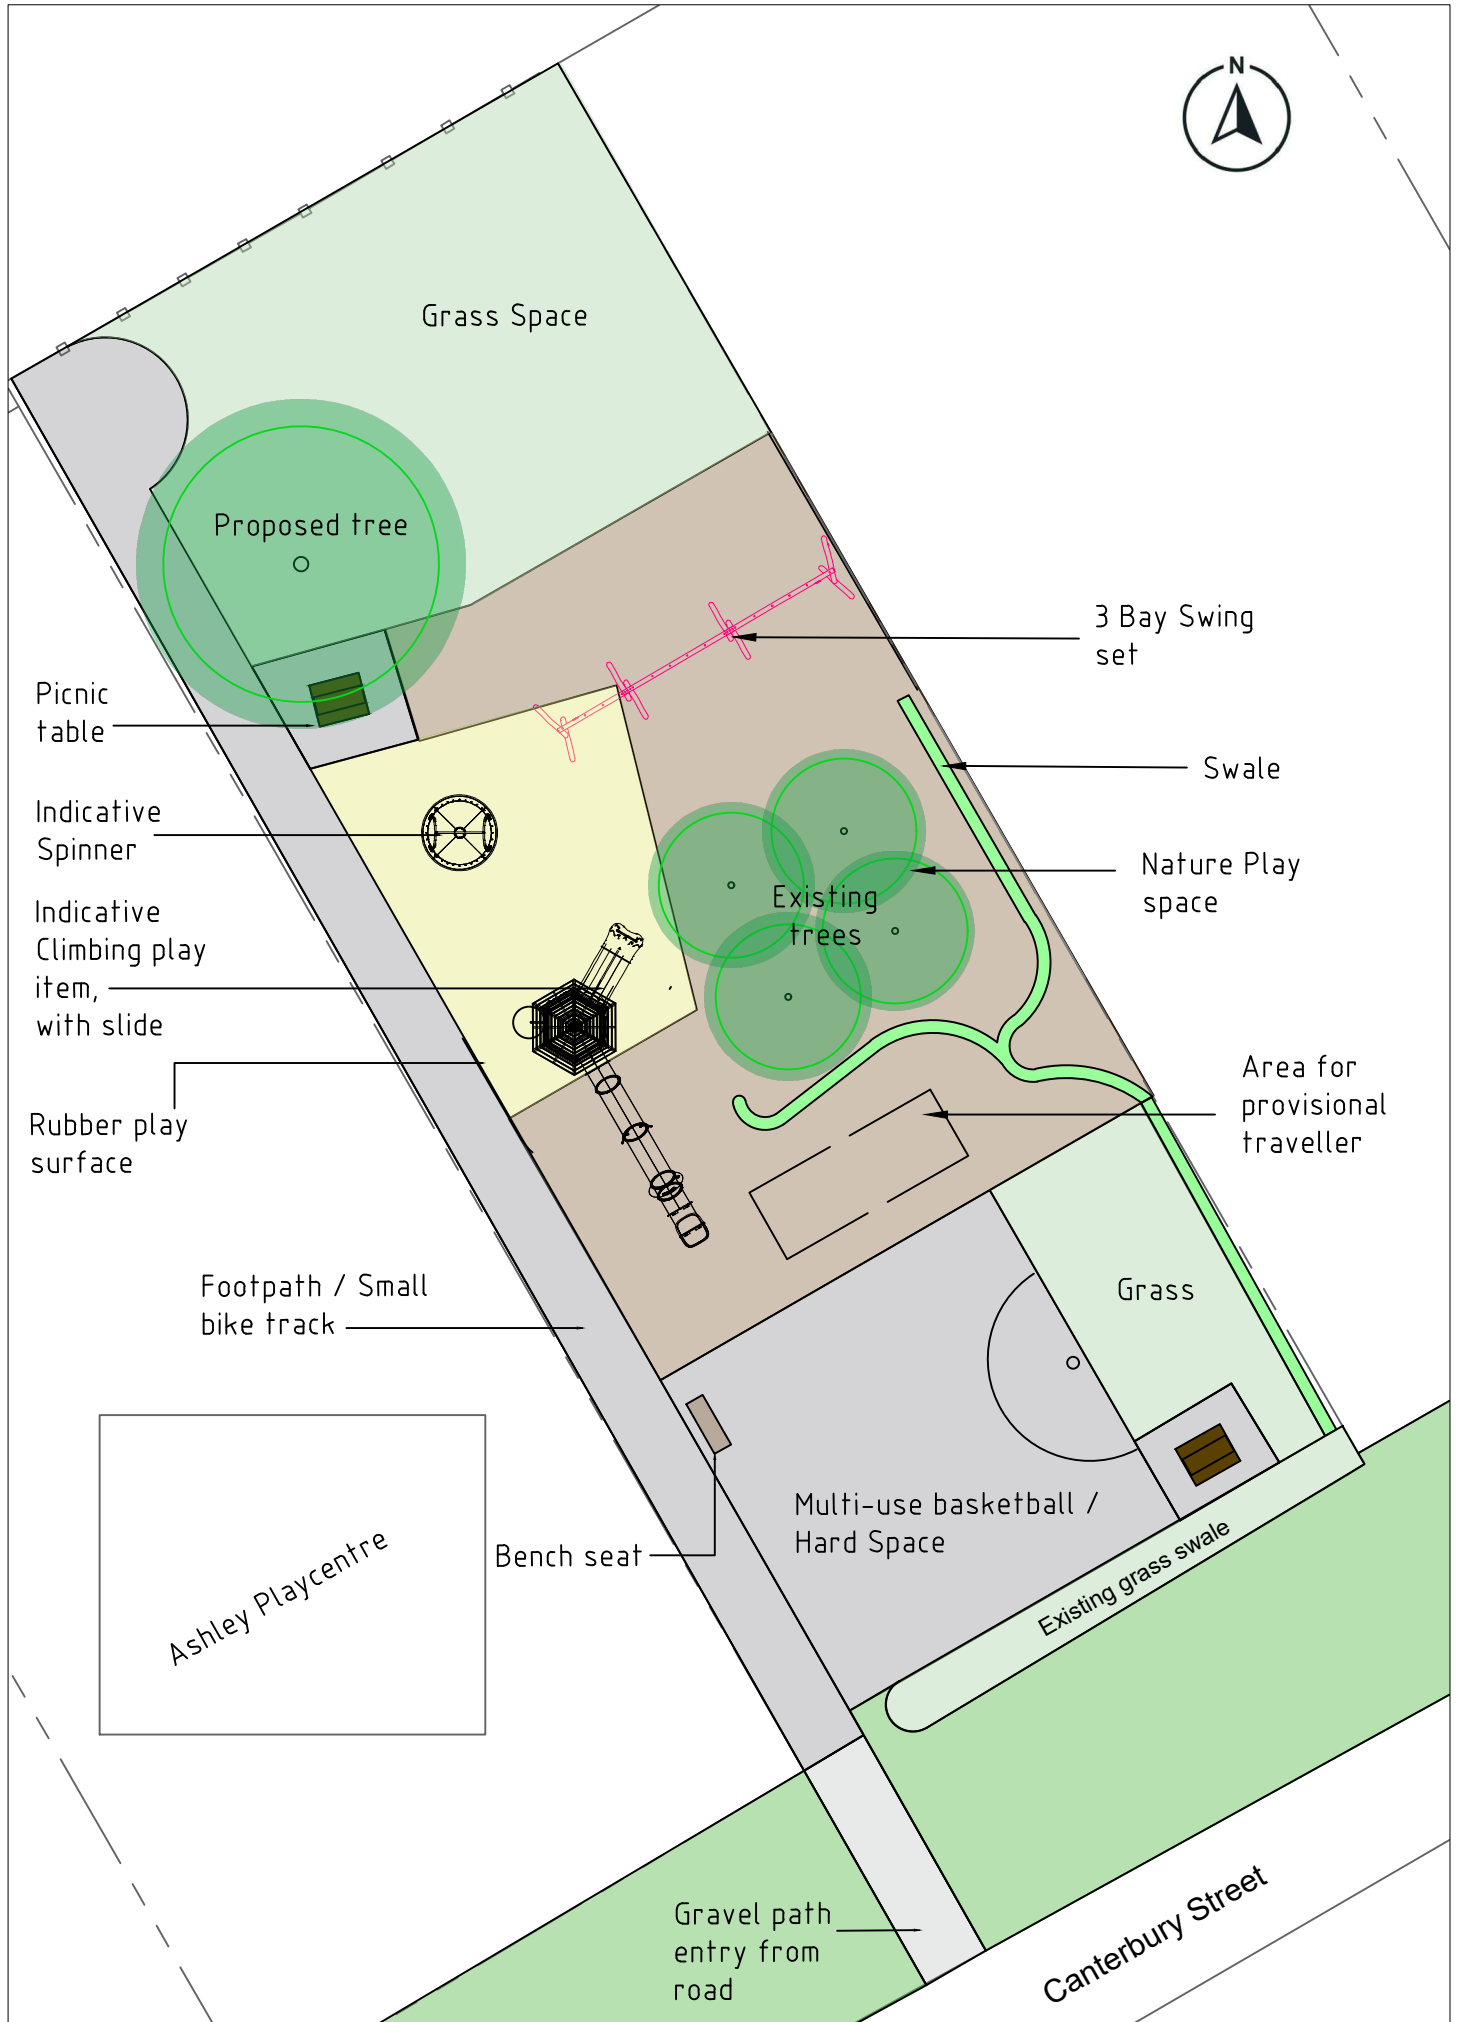 N
Grass Space
Proposed tree
3 Bay Swing
set
Picnic
table
Swale
Indicative
Spinner
Nature Play
space
Existing
trees
Indicative
Climbing play
item,
with slide
Area for
provisional
traveller
Rubber play
surface
Footpath / Small
bike track
Grass
Multi-use basketball /
Hard Space
Bench seat
Existing grass swale
Ashley Playcentre
Gravel path
entry from
road
Canterbury Street